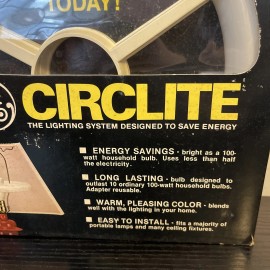 TODAY!
CIRCLITE
THE LIGHTING SYSTEM DESIGNED TO SAVE ENERGY
ENERGY SAVINGS - bright as a 100-
watt household bulb. Uses less than half
the electricity.
LONG LASTING - bulb designed to
outlast 10 ordinary 100-watt household bulbs.
Adapter reusable.
WARM, PLEASING COLOR - blends
well with the lighting in your home.
EASY TO INSTALL - fits a majority of
portable lamps and many ceiling fixtures.